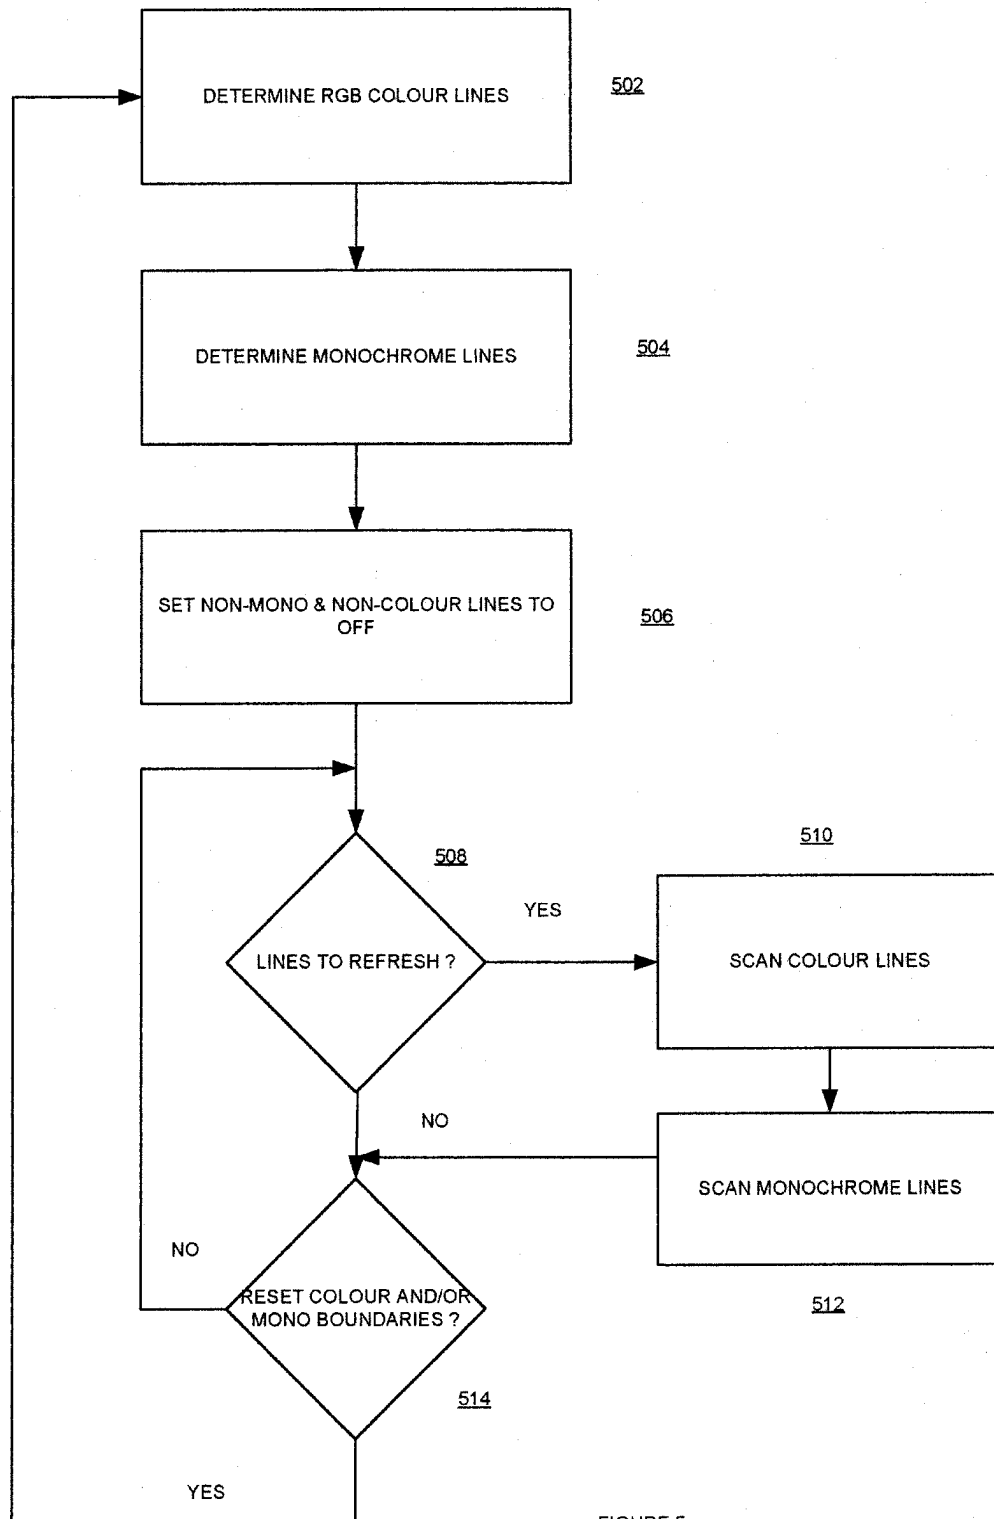 DETERMINE RGB COLOUR LINES
502
DETERMINE MONOCHROME LINES
504
SET NON-MONO & NON-COLOUR LINES TO
OFF
506
508
510
YES
LINES TO REFRESH ?
SCAN COLOUR LINES
NO
SCAN MONOCHROME LINES
NO
RESET COLOUR AND/OR
MONO BOUNDARIES ?
512
514
YES
FIGURE 5